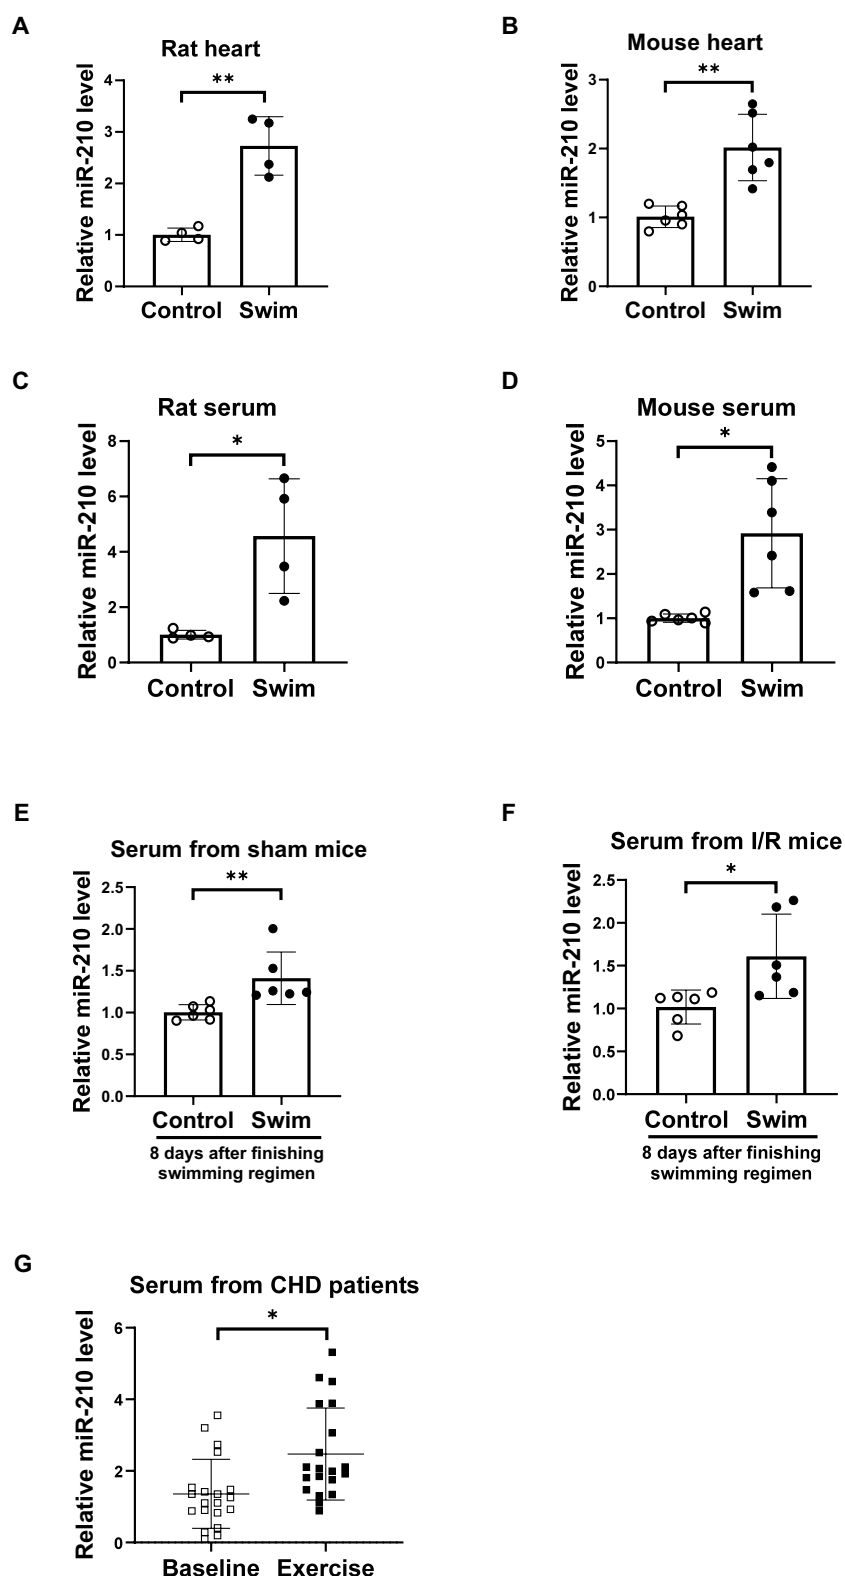 A
Rat heart
Relative miR-210 level
4
3
2
1
0
**
Control Swim
B
Mouse heart
Relative miR-210 level
3
2
1
0
**
Control Swim
C
Rat serum
Relative miR-210 level
8
6
4
2
0
*
Control Swim
D
Mouse serum
Relative miR-210 level
5
4
3
2
1
0
*
Control Swim
E
Serum from sham mice
Relative miR-210 level
2.5
2.0
1.5
1.0
0.5
0.0
**
Control Swim
8 days after finishing
swimming regimen
F
Serum from I/R mice
Relative miR-210 level
2.5
2.0
1.5
1.0
0.5
0.0
*
Control Swim
8 days after finishing
swimming regimen
G
Serum from CHD patients
Relative miR-210 level
6
4
2
0
*
Baseline Exercise